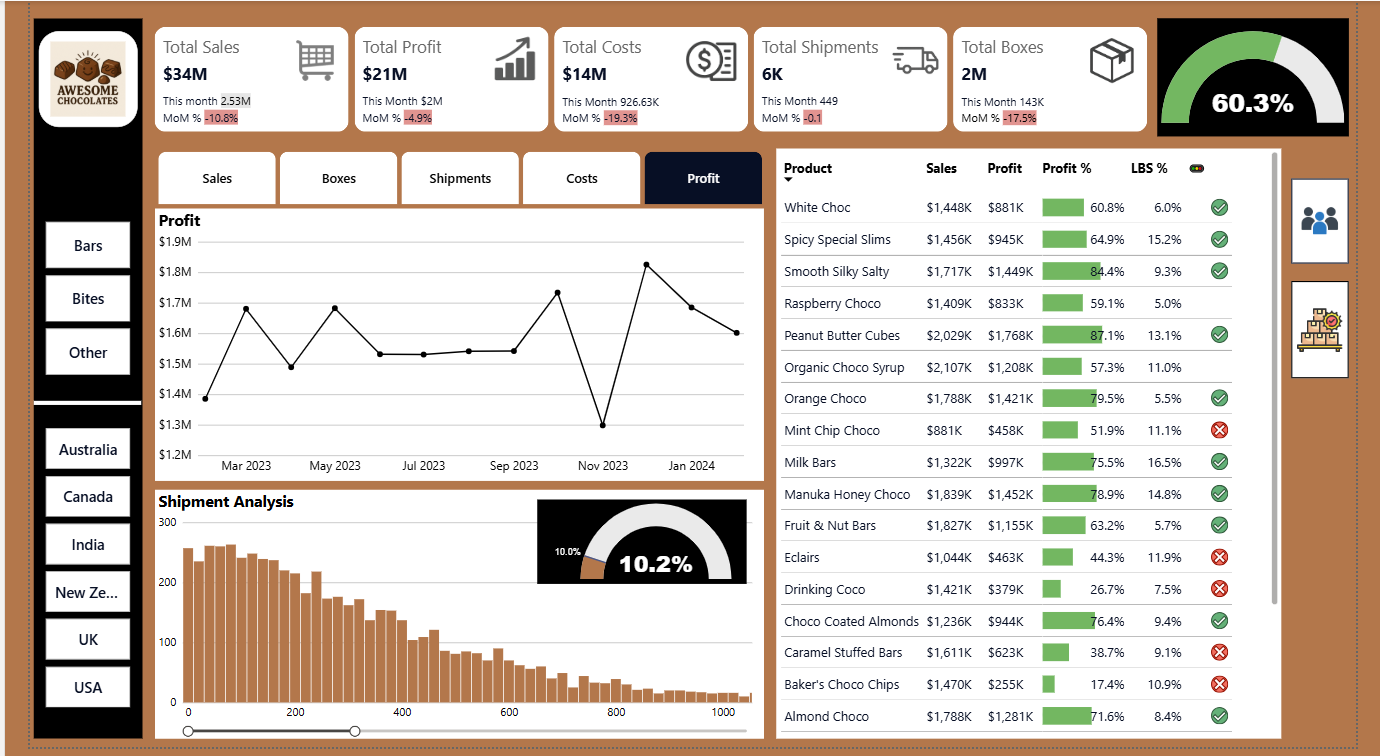 AWESOME
CHOCOLATES
Total Sales
$34M
This month 2.53M
MoM % -10.8%
Total Profit
$21M
This Month $2M
MoM % -4.9%
Total Costs
$14M
This Month 926.63K
MoM % -19.3%
Total Shipments
6K
This Month 449
MoM % -0.1
Total Boxes
2M
This Month 143K
MoM % -17.5%
60.3%
Bars
Bites
Other
Australia
Canada
India
New Ze...
UK
USA
Sales Boxes Shipments Costs Profit
Profit
$1.9M
$1.8M
$1.7M
$1.6M
$1.5M
$1.4M
$1.3M
$1.2M
Mar 2023 May 2023 Jul 2023 Sep 2023 Nov 2023 Jan 2024
Shipment Analysis
300
200
100
0
0 200 400 600 800 1000
10.0%
10.2%
Product Sales Profit Profit % LBS %
White Choc $1,448K $881K 60.8% 6.0%
Spicy Special Slims $1,456K $945K 64.9% 15.2%
Smooth Silky Salty $1,717K $1,449K 84.4% 9.3%
Raspberry Choco $1,409K $833K 59.1% 5.0%
Peanut Butter Cubes $2,029K $1,768K 87.1% 13.1%
Organic Choco Syrup $2,107K $1,208K 57.3% 11.0%
Orange Choco $1,788K $1,421K 79.5% 5.5%
Mint Chip Choco $881K $458K 51.9% 11.1%
Milk Bars $1,322K $997K 75.5% 16.5%
Manuka Honey Choco $1,839K $1,452K 78.9% 14.8%
Fruit & Nut Bars $1,827K $1,155K 63.2% 5.7%
Eclairs $1,044K $463K 44.3% 11.9%
Drinking Coco $1,421K $379K 26.7% 7.5%
Choco Coated Almonds $1,236K $944K 76.4% 9.4%
Caramel Stuffed Bars $1,611K $623K 38.7% 9.1%
Baker's Choco Chips $1,470K $255K 17.4% 10.9%
Almond Choco $1,788K $1,281K 71.6% 8.4%